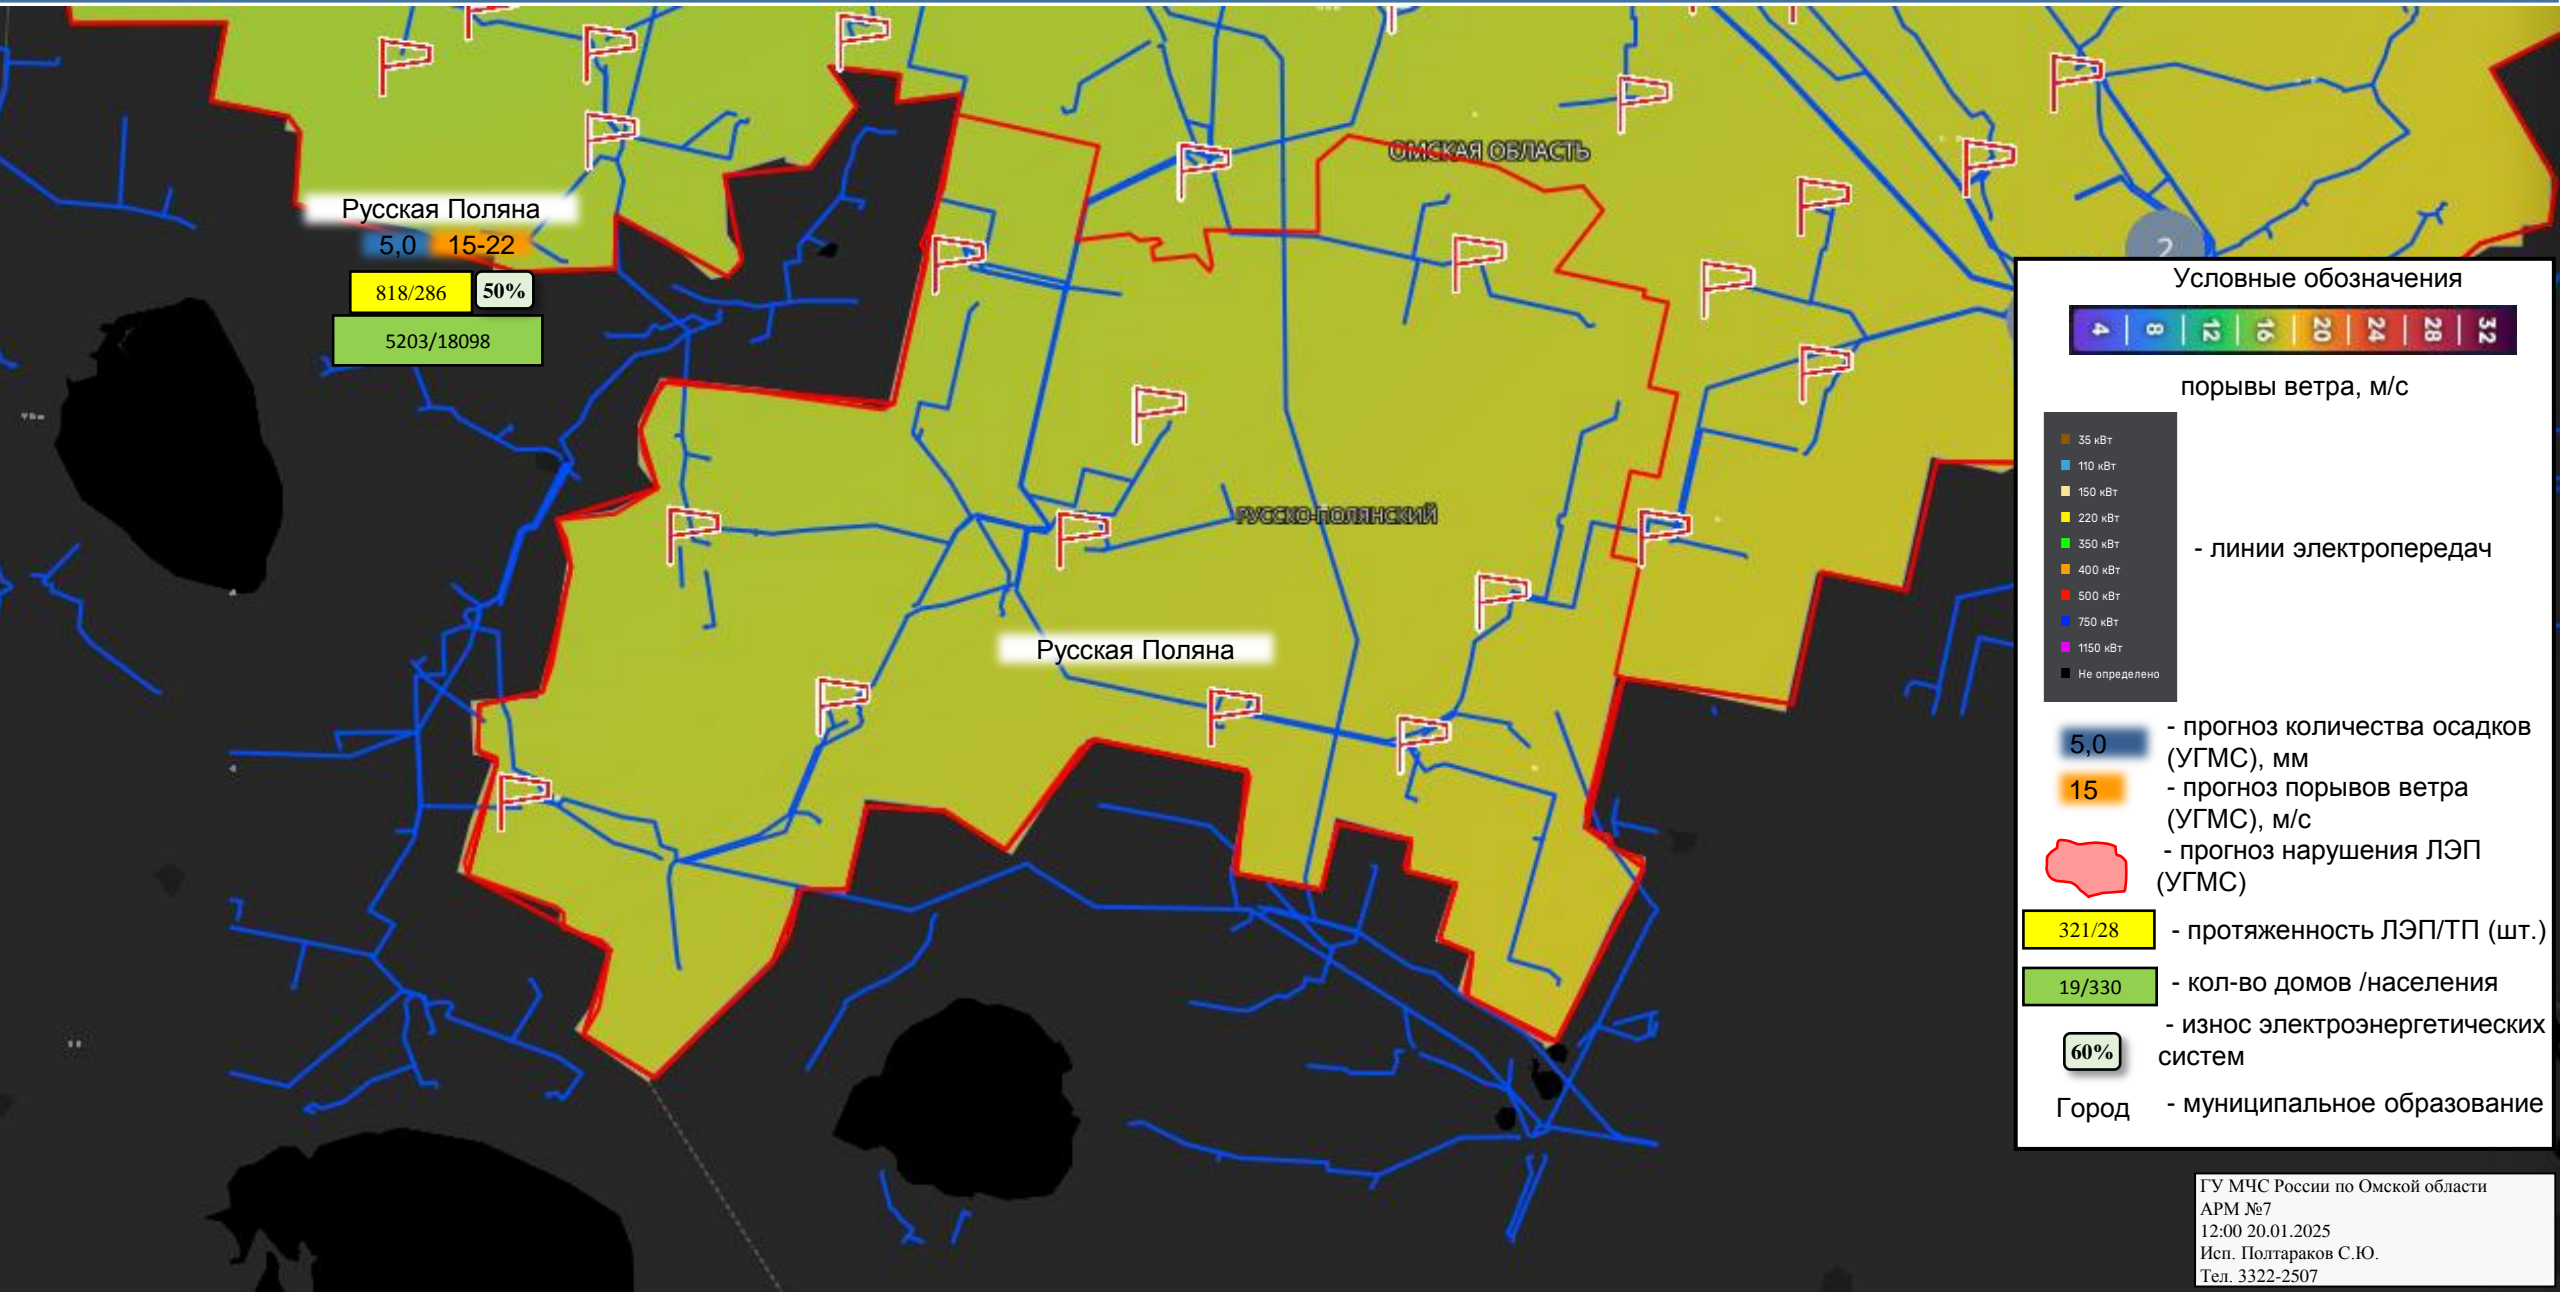 ОМСКАЯ ОБЛАСТЬ
Русская Поляна
5,0 15-22
818/286 50%
5203/18098
РУССКО-ПОЛЯНСКИЙ
Русская Поляна
2
Условные обозначения
4 8 12 16 20 24 28 32
порывы ветра, м/с
35 кВт
110 кВт
150 кВт
220 кВт
350 кВт
400 кВт
500 кВт
750 кВт
1150 кВт
Не определено
- линии электропередач
5,0 - прогноз количества осадков
(УГМС), мм
15 - прогноз порывов ветра
(УГМС), м/с
- прогноз нарушения ЛЭП
(УГМС)
321/28 - протяженность ЛЭП/ТП (шт.)
19/330 - кол-во домов /населения
- износ электроэнергетических
60% систем
Город - муниципальное образование
ГУ МЧС России по Омской области
АРМ №7
12:00 20.01.2025
Исп. Полтараков С.Ю.
Тел. 3322-2507